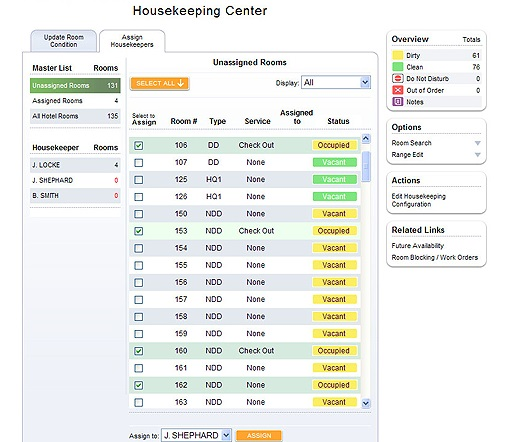 Housekeeping Center
Update Room
Condition
Assign
Housekeepers
Master List Rooms
Unassigned Rooms 131
Assigned Rooms 4
All Hotel Rooms 135
Housekeeper Rooms
J. LOCKE 4
J. SHEPHARD 0
B. SMITH 0
Unassigned Rooms
SELECT ALL
Display: All
Select to
Assign Room # Type Service Assigned
to Status
106 DD Check Out Occupied
107 DD None Vacant
125 HQ1 None Vacant
126 HQ1 None Vacant
150 NDD None Vacant
153 NDD Check Out Occupied
154 NDD None Vacant
155 NDD None Vacant
156 NDD None Vacant
157 NDD None Vacant
158 NDD None Vacant
159 NDD None Vacant
160 NDD Check Out Occupied
161 NDD None Vacant
162 NDD None Occupied
163 NDD None Vacant
Assign to: J. SHEPHARD ASSIGN
Overview Totals
Dirty 61
Clean 76
Do Not Disturb 0
Out of Order 0
Notes
Options
Room Search
Range Edit
Actions
Edit Housekeeping
Configuration
Related Links
Future Availability
Room Blocking / Work Orders